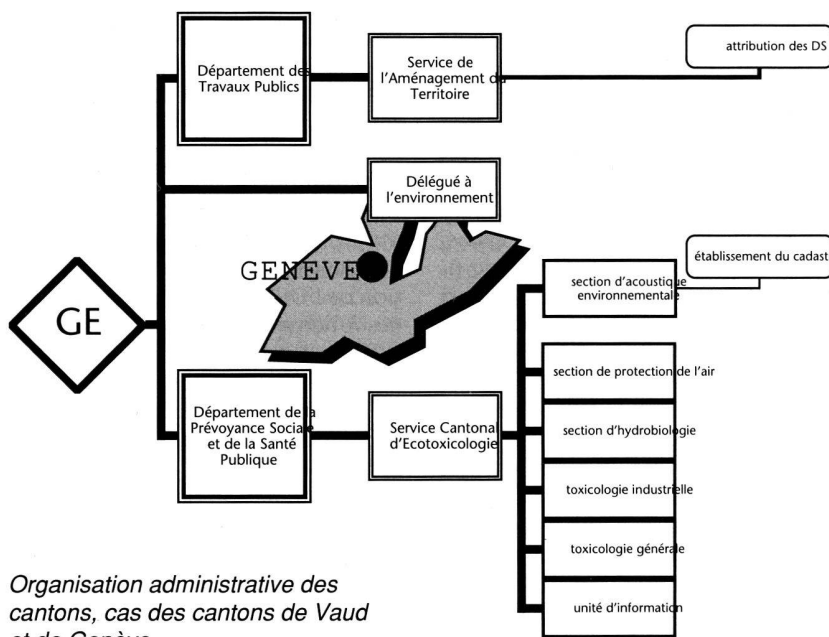 Département des
Travaux Publics
Service de
l'Aménagement du
Territoire
attribution des DS
Délégué à
l'environnement
GENEVE
GE
établissement du cadast
section d'acoustique
environnementale
Département de la
Prévoyance Sociale
et de la Santé
Publique
Service Cantonal
d'Ecotoxicologie
section de protection de l'air
section d'hydrobiologie
toxicologie industrielle
toxicologie générale
unité d'information
Organisation administrative des
cantons, cas des cantons de Vaud
et de Genève